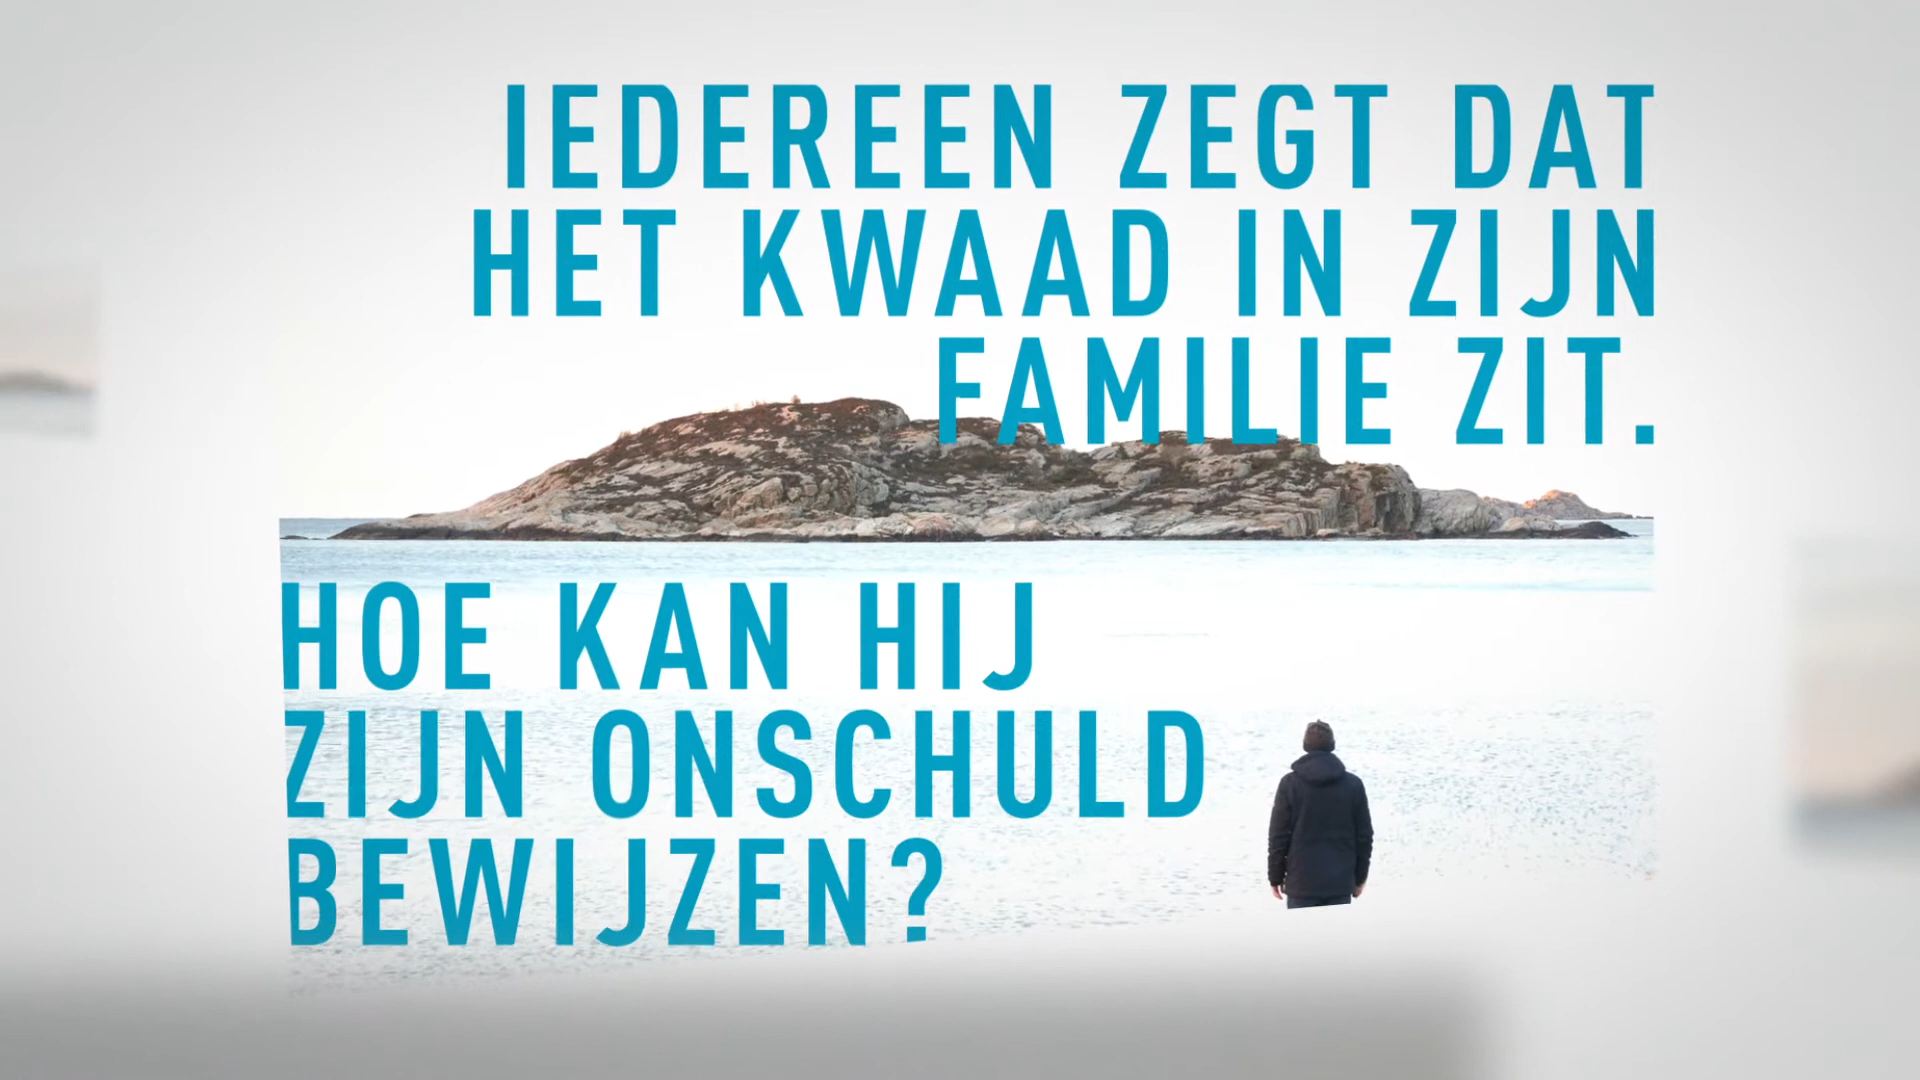 IEDEREEN ZEGT DAT
HET KWAAD IN ZIJN
FAMILIE ZIT.
HOE KAN HIJ
ZIJN ONSCHULD
BEWIJZEN?